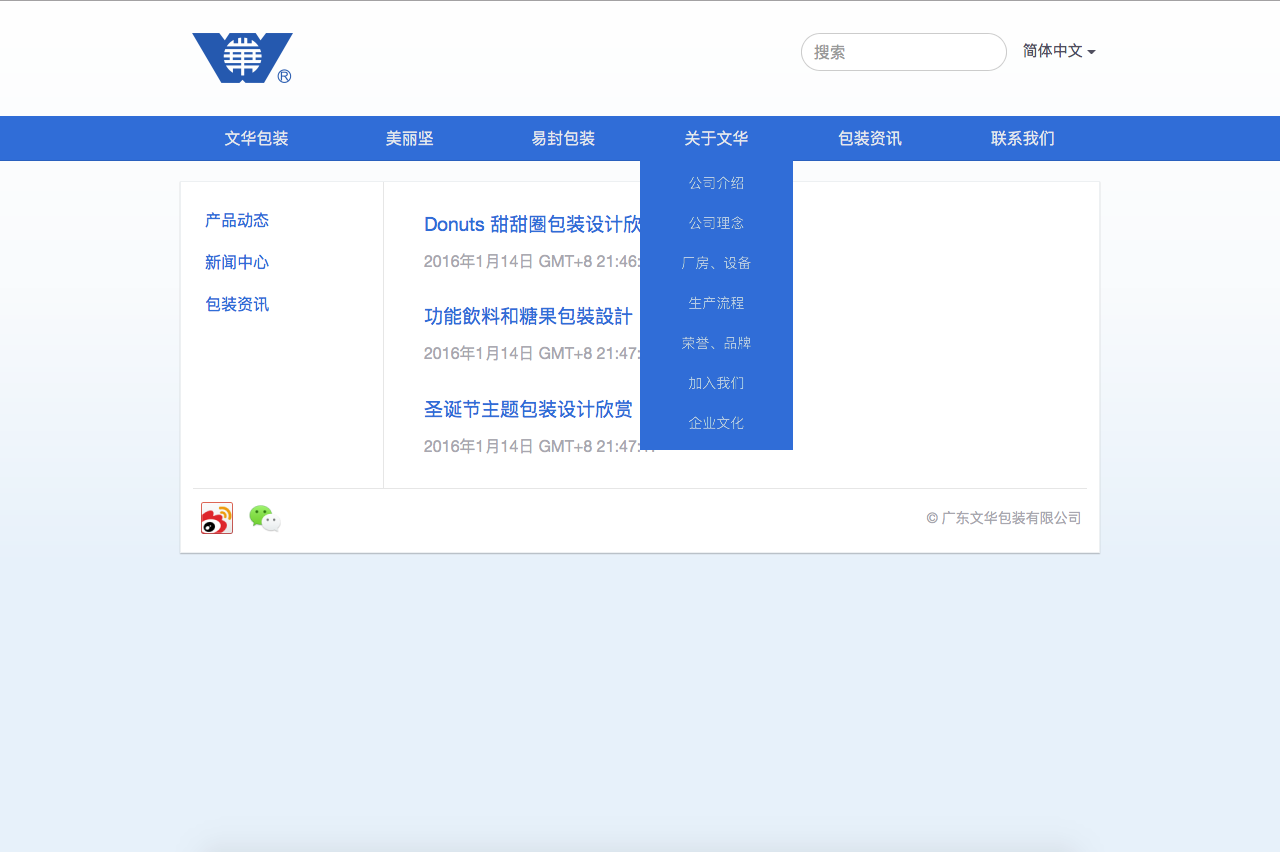 華
®
搜索
简体中文
文华包装 美丽坚 易封包装 关于文华 包装资讯 联系我们
公司介绍
公司理念
厂房、设备
生产流程
荣誉、品牌
加入我们
企业文化
产品动态
新闻中心
包装资讯
Donuts 甜甜圈包装设计欣
2016年1月14日 GMT+8 21:46:
功能飲料和糖果包裝設計
2016年1月14日 GMT+8 21:47:
圣诞节主题包装设计欣赏
2016年1月14日 GMT+8 21:47:
© 广东文华包装有限公司